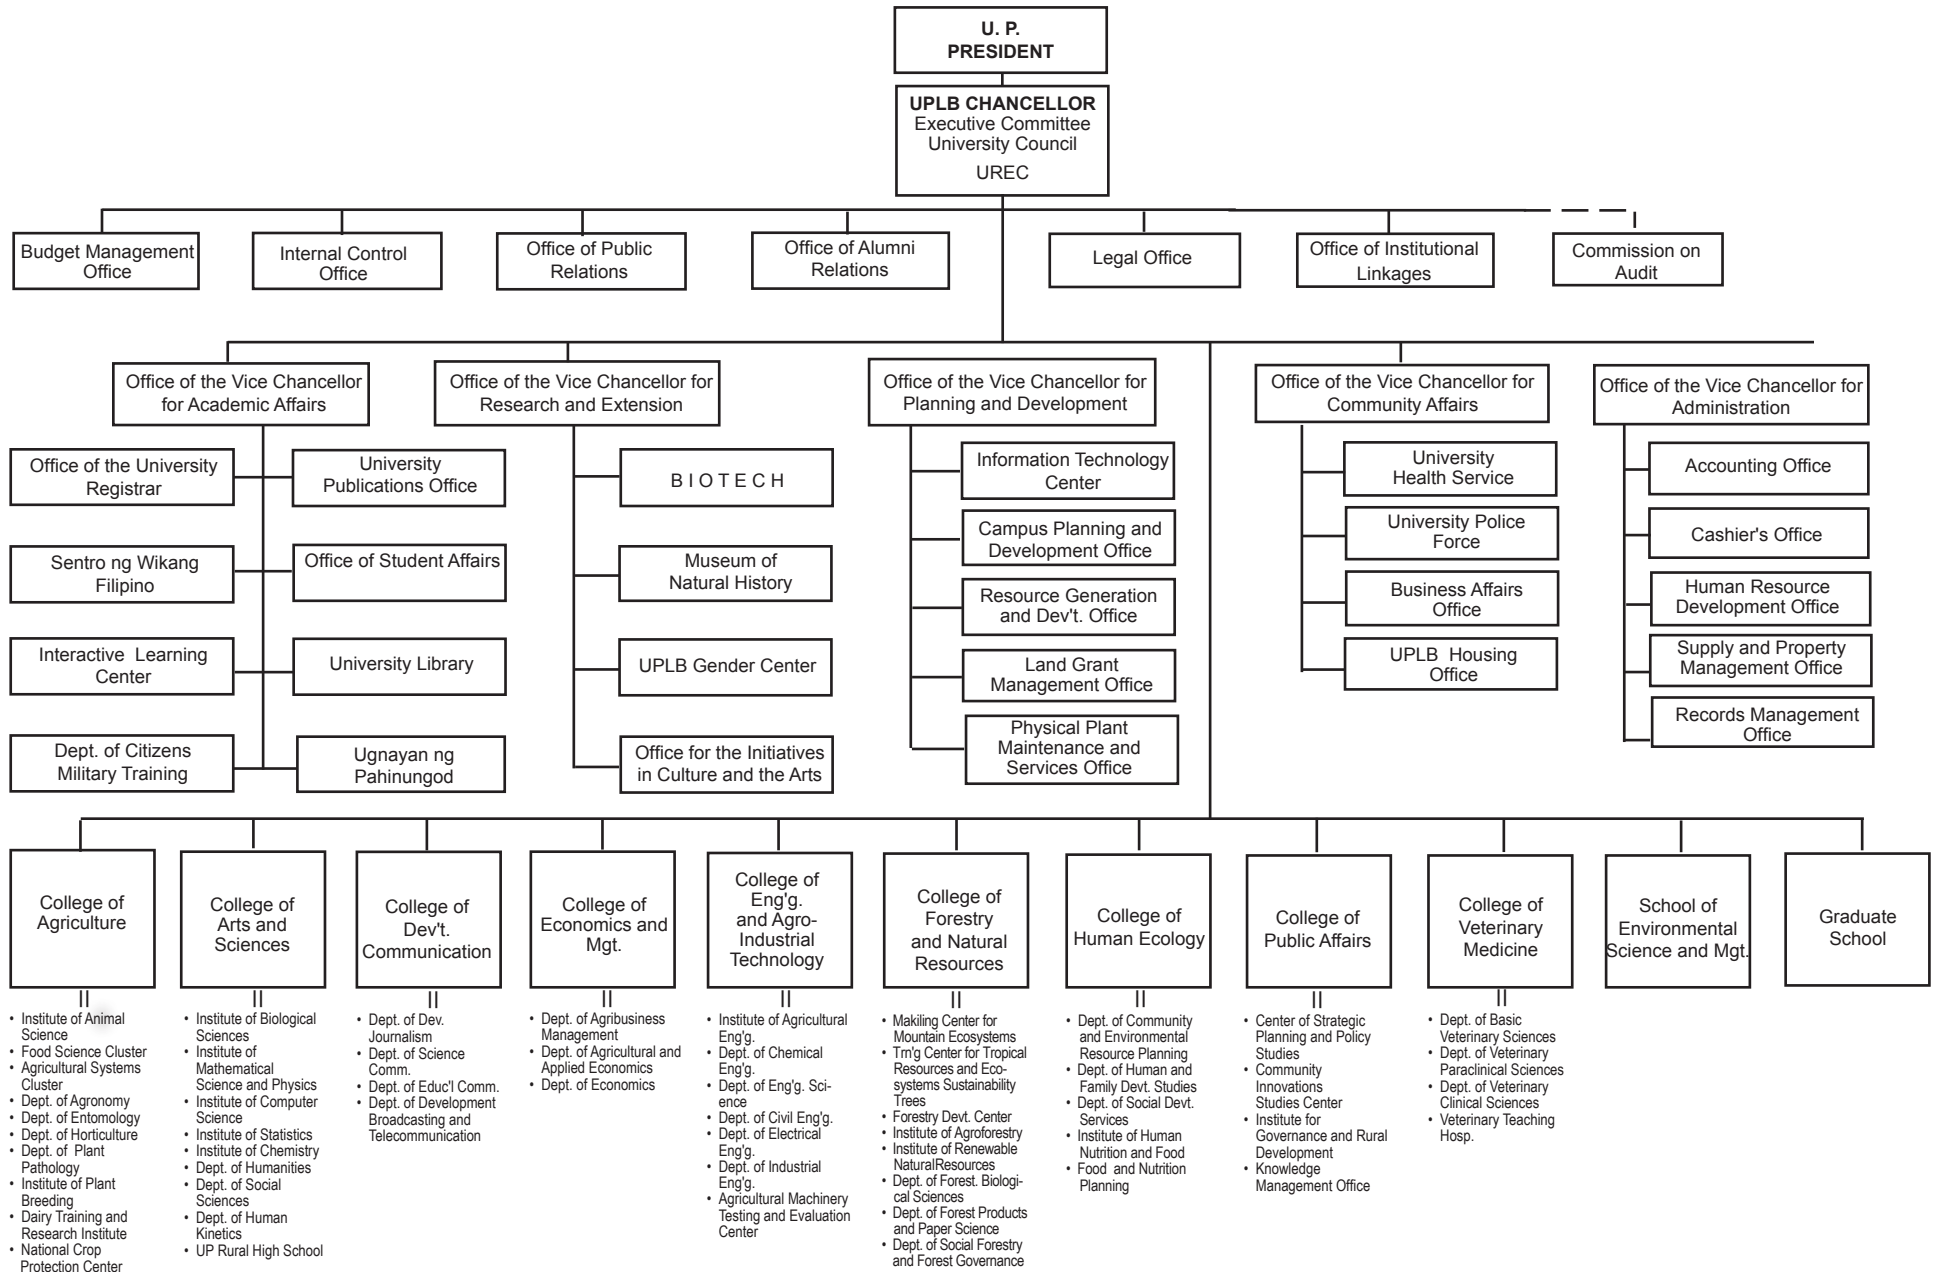 U. P.
PRESIDENT
UPLB CHANCELLOR
Executive Committee
University Council
UREC
Budget Management
Office
Internal Control
Office
Office of Public
Relations
Office of Alumni
Relations
Legal Office
Office of Institutional
Linkages
Commission on
Audit
Office of the Vice Chancellor
for Academic Affairs
Office of the Vice Chancellor for
Research and Extension
Office of the Vice Chancellor for
Planning and Development
Office of the Vice Chancellor for
Community Affairs
Office of the Vice Chancellor for
Administration
Office of the University
Registrar
University
Publications Office
Sentro ng Wikang
Filipino
Office of Student Affairs
Interactive Learning
Center
University Library
Dept. of Citizens
Military Training
Ugnayan ng
Pahinungod
B I O T E C H
Museum of
Natural History
UPLB Gender Center
Office for the Initiatives
in Culture and the Arts
Information Technology
Center
Campus Planning and
Development Office
Resource Generation
and Dev't. Office
Land Grant
Management Office
Physical Plant
Maintenance and
Services Office
University
Health Service
University Police
Force
Business Affairs
Office
UPLB Housing
Office
Accounting Office
Cashier's Office
Human Resource
Development Office
Supply and Property
Management Office
Records Management
Office
College of
Agriculture
College of
Arts and
Sciences
College of
Dev't.
Communication
College of
Economics and
Mgt.
College of
Eng'g.
and Agro-
Industrial
Technology
College of
Forestry
and Natural
Resources
College of
Human Ecology
College of
Public Affairs
College of
Veterinary
Medicine
School of
Environmental
Science and Mgt.
Graduate
School
• Institute of Animal
Science
• Food Science Cluster
• Agricultural Systems
Cluster
• Dept. of Agronomy
• Dept. of Entomology
• Dept. of Horticulture
• Dept. of Plant
Pathology
• Institute of Plant
Breeding
• Dairy Training and
Research Institute
• National Crop
Protection Center
• Institute of Biological
Sciences
• Institute of
Mathematical
Science and Physics
• Institute of Computer
Science
• Institute of Statistics
• Institute of Chemistry
• Dept. of Humanities
• Dept. of Social
Sciences
• Dept. of Human
Kinetics
• UP Rural High School
• Dept. of Dev.
Journalism
• Dept. of Science
Comm.
• Dept. of Educ'l Comm.
• Dept. of Development
Broadcasting and
Telecommunication
• Dept. of Agribusiness
Management
• Dept. of Agricultural and
Applied Economics
• Dept. of Economics
• Institute of Agricultural
Eng'g.
• Dept. of Chemical
Eng'g.
• Dept. of Eng'g. Sci-
ence
• Dept. of Civil Eng'g.
• Dept. of Electrical
Eng'g.
• Dept. of Industrial
Eng'g.
• Agricultural Machinery
Testing and Evaluation
Center
• Makiling Center for
Mountain Ecosystems
• Trn'g Center for Tropical
Resources and Eco-
systems Sustainability
Trees
• Forestry Devt. Center
• Institute of Agroforestry
• Institute of Renewable
NaturalResources
• Dept. of Forest. Biologi-
cal Sciences
• Dept. of Forest Products
and Paper Science
• Dept. of Social Forestry
and Forest Governance
• Dept. of Community
and Environmental
Resource Planning
• Dept. of Human and
Family Devt. Studies
• Dept. of Social Devt.
Services
• Institute of Human
Nutrition and Food
• Food and Nutrition
Planning
• Center of Strategic
Planning and Policy
Studies
• Community
Innovations
Studies Center
• Institute for
Governance and Rural
Development
• Knowledge
Management Office
• Dept. of Basic
Veterinary Sciences
• Dept. of Veterinary
Paraclinical Sciences
• Dept. of Veterinary
Clinical Sciences
• Veterinary Teaching
Hosp.